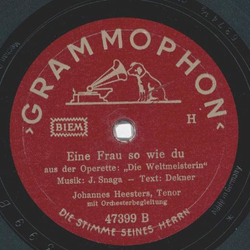 GRAMMOPHON
BIEM
H
Eine Frau so wie du
aus der Operette: „Die Weltmeisterin"
Musik: J. Snaga – Text: Dekner
Johannes Heesters, Tenor
mit Orchesterbegleitung
47399 B
DIE STIMME SEINES HERRN